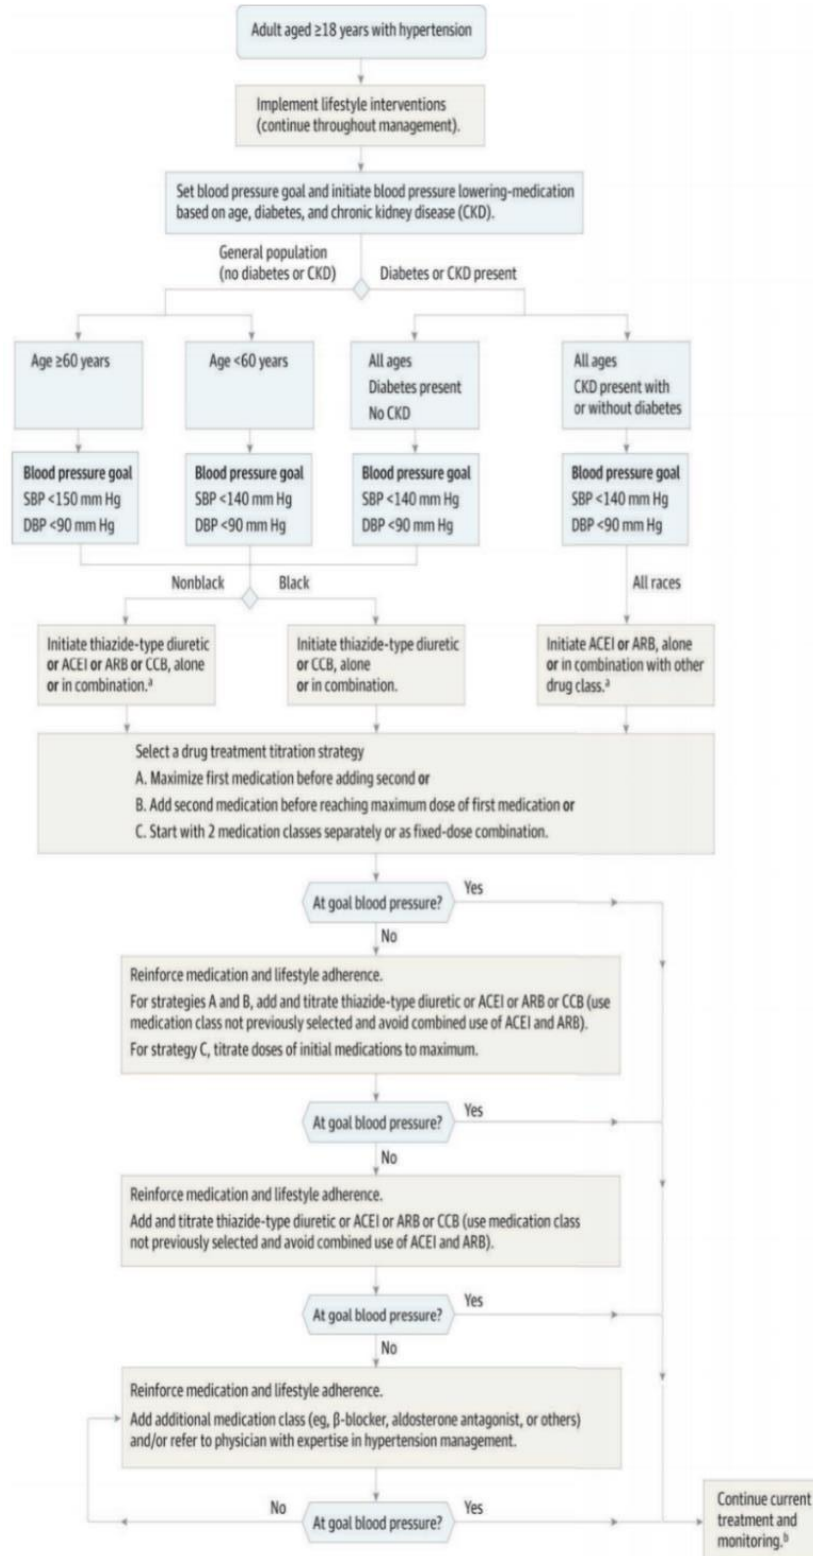 Adult aged ≥18 years with hypertension
Implement lifestyle interventions
(continue throughout management).
Set blood pressure goal and initiate blood pressure lowering-medication
based on age, diabetes, and chronic kidney disease (CKD).
General population
(no diabetes or CKD)
Diabetes or CKD present
Age ≥60 years
Age <60 years
All ages
Diabetes present
No CKD
All ages
CKD present with
or without diabetes
Blood pressure goal
SBP <150 mm Hg
DBP <90 mm Hg
Blood pressure goal
SBP <140 mm Hg
DBP <90 mm Hg
Blood pressure goal
SBP <140 mm Hg
DBP <90 mm Hg
Blood pressure goal
SBP <140 mm Hg
DBP <90 mm Hg
Nonblack
Black
All races
Initiate thiazide-type diuretic
or ACEI or ARB or CCB, alone
or in combination.ᵃ
Initiate thiazide-type diuretic
or CCB, alone
or in combination.
Initiate ACEI or ARB, alone
or in combination with other
drug class.ᵃ
Select a drug treatment titration strategy
A. Maximize first medication before adding second or
B. Add second medication before reaching maximum dose of first medication or
C. Start with 2 medication classes separately or as fixed-dose combination.
At goal blood pressure?
Yes
No
Reinforce medication and lifestyle adherence.
For strategies A and B, add and titrate thiazide-type diuretic or ACEI or ARB or CCB (use
medication class not previously selected and avoid combined use of ACEI and ARB).
For strategy C, titrate doses of initial medications to maximum.
At goal blood pressure?
Yes
No
Reinforce medication and lifestyle adherence.
Add and titrate thiazide-type diuretic or ACEI or ARB or CCB (use medication class
not previously selected and avoid combined use of ACEI and ARB).
At goal blood pressure?
Yes
No
Reinforce medication and lifestyle adherence.
Add additional medication class (eg, β-blocker, aldosterone antagonist, or others)
and/or refer to physician with expertise in hypertension management.
No
At goal blood pressure?
Yes
Continue current
treatment and
monitoring.ᵇ